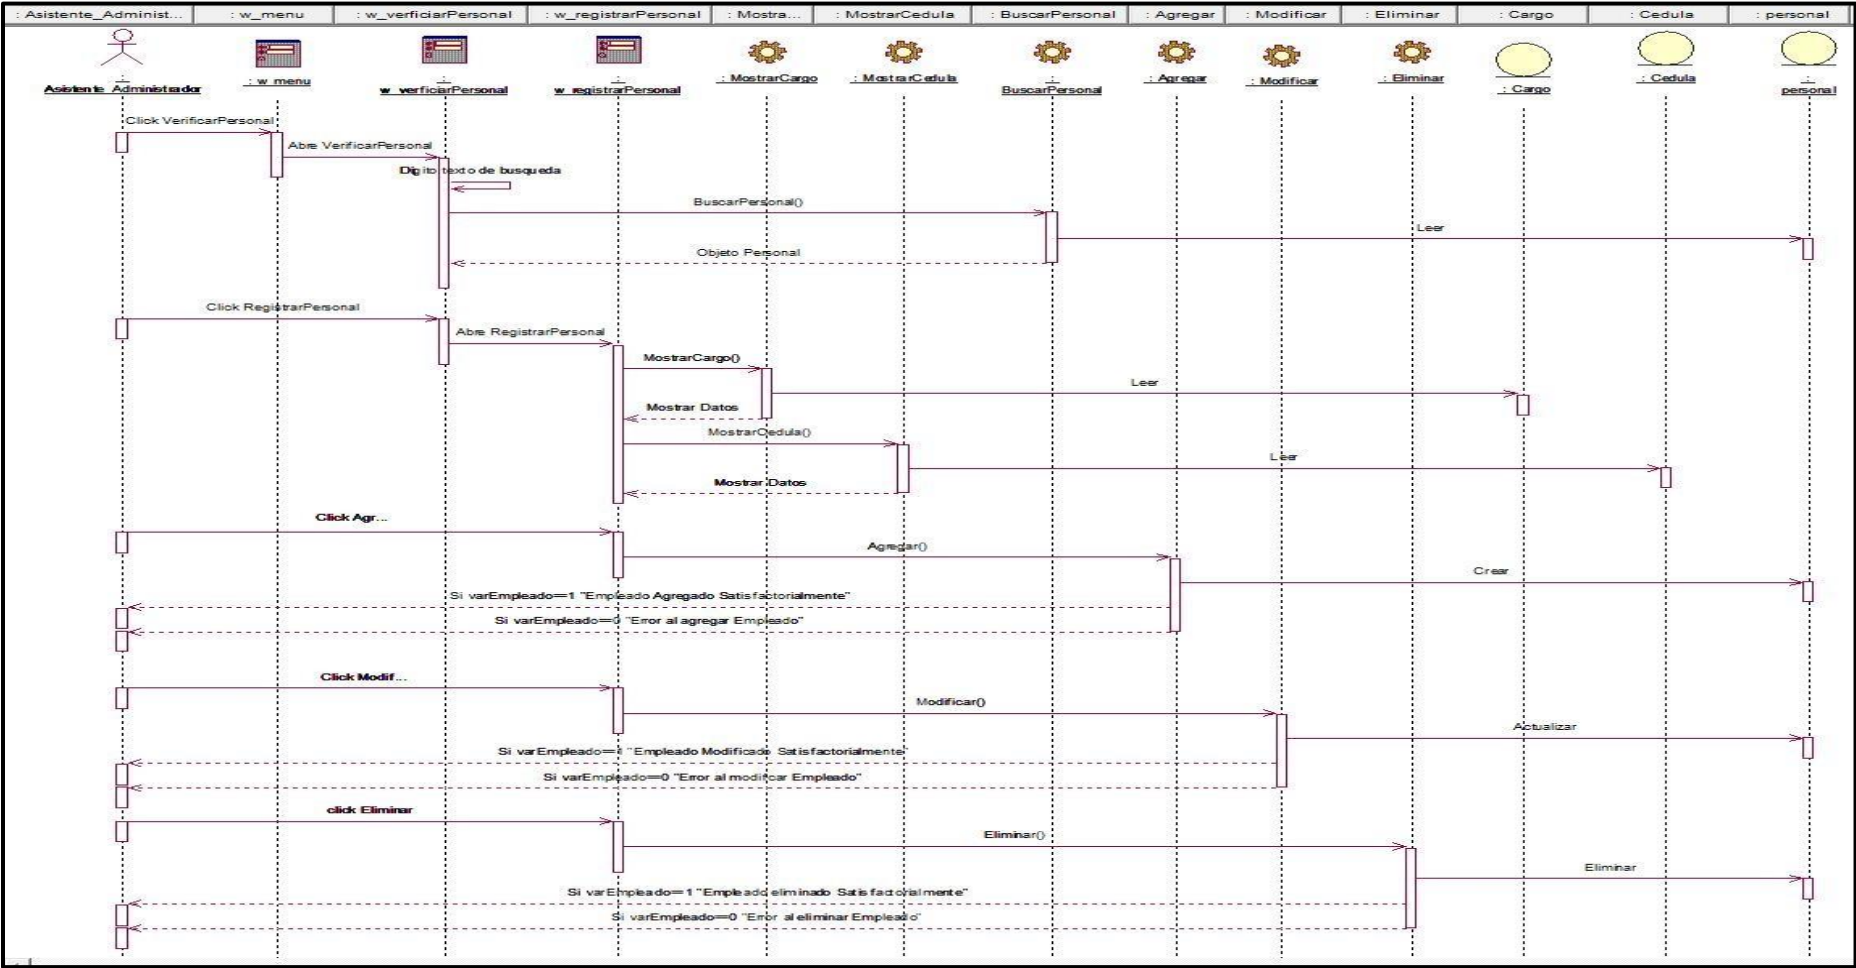 : Asistente_Administ... : w_menu : w_verficiarPersonal : w_registrarPersonal : Mostra... : MostrarCedula : BuscarPersonal : Agregar : Modificar : Eliminar : Cargo : Cedula : personal
: Asistente_Administrador
: w_menu
: w_verficiarPersonal
: w_registrarPersonal
: MostrarCargo
: MostrarCedula
: BuscarPersonal
: Agregar
: Modificar
: Eliminar
: Cargo
: Cedula
: personal
Click VerificarPersonal
Abre VerificarPersonal
Digito texto de busqueda
BuscarPersonal()
Leer
Objeto Personal
Click RegistrarPersonal
Abre RegistrarPersonal
MostrarCargo()
Leer
Mostrar Datos
MostrarCedula()
Leer
Mostrar Datos
Click Agr...
Agregar()
Crear
Si varEmpleado==1 "Empleado Agregado Satisfactorialmente"
Si varEmpleado==0 "Error al agregar Empleado"
Click Modif...
Modificar()
Actualizar
Si varEmpleado==1 "Empleado Modificado Satisfactorialmente"
Si varEmpleado==0 "Error al modificar Empleado"
click Eliminar
Eliminar()
Eliminar
Si varEmpleado==1 "Empleado eliminado Satisfactorialmente"
Si varEmpleado==0 "Error al eliminar Empleado"